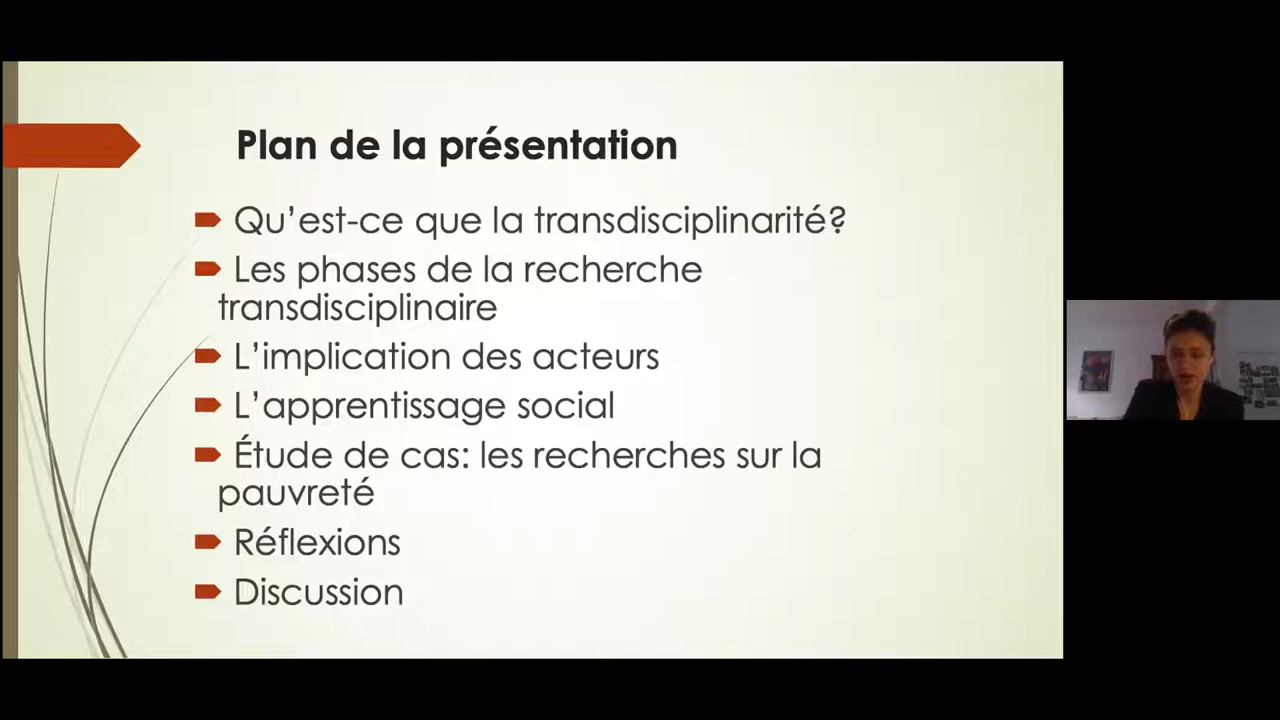 Plan de la présentation
Qu’est-ce que la transdisciplinarité?
Les phases de la recherche
transdisciplinaire
L’implication des acteurs
L’apprentissage social
Étude de cas: les recherches sur la
pauvreté
Réflexions
Discussion